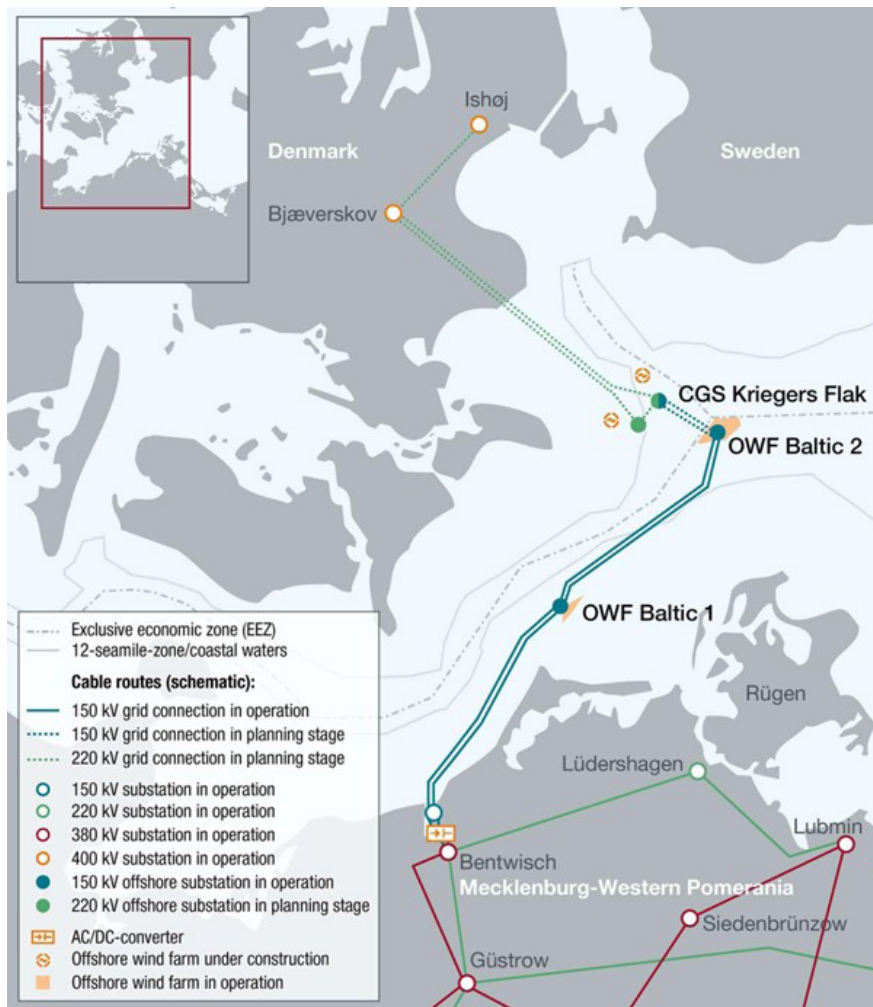 Ishøj
Denmark
Sweden
Bjæverskov
CGS Kriegers Flak
OWF Baltic 2
OWF Baltic 1
Rügen
Lüdershagen
Lubmin
Bentwisch
Mecklenburg-Western Pomerania
Siedenbrünzow
Güstrow
Exclusive economic zone (EEZ)
12-seamile-zone/coastal waters
Cable routes (schematic):
150 kV grid connection in operation
150 kV grid connection in planning stage
220 kV grid connection in planning stage
150 kV substation in operation
220 kV substation in operation
380 kV substation in operation
400 kV substation in operation
150 kV offshore substation in operation
220 kV offshore substation in planning stage
AC/DC-converter
Offshore wind farm under construction
Offshore wind farm in operation